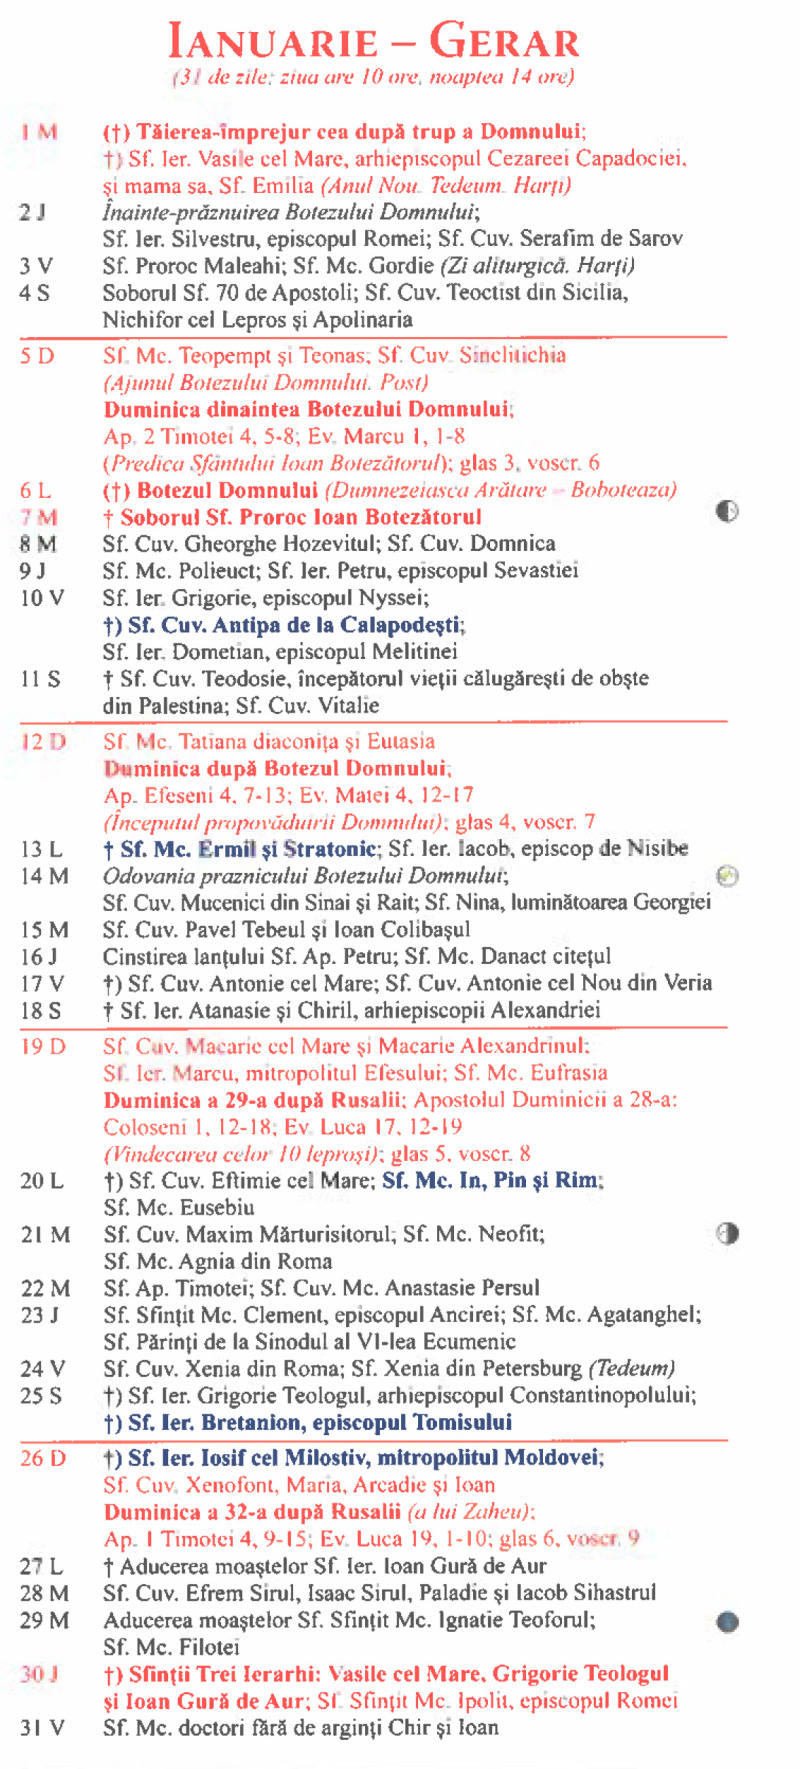 IANUARIE – GERAR
(31 de zile; ziua are 10 ore, noaptea 14 ore)
1 M (†) Tăierea-împrejur cea după trup a Domnului;
†) Sf. Ier. Vasile cel Mare, arhiepiscopul Cezareei Capadociei,
și mama sa, Sf. Emilia (Anul Nou. Tedeum. Harți)
2 J Înainte-prăznuirea Botezului Domnului;
Sf. Ier. Silvestru, episcopul Romei; Sf. Cuv. Serafim de Sarov
3 V Sf. Proroc Maleahi; Sf. Mc. Gordie (Zi aliturgică. Harți)
4 S Soborul Sf. 70 de Apostoli; Sf. Cuv. Teoctist din Sicilia,
Nichifor cel Lepros și Apolinaria
5 D Sf. Mc. Teopempt și Teonas; Sf. Cuv. Sinclitichia
(Ajunul Botezului Domnului. Post)
Duminica dinaintea Botezului Domnului;
Ap. 2 Timotei 4, 5-8; Ev. Marcu 1, 1-8
(Predica Sfântului Ioan Botezătorul); glas 3, voscr. 6
6 L (†) Botezul Domnului (Dumnezeiasca Arătare – Boboteaza)
7 M † Soborul Sf. Proroc Ioan Botezătorul
8 M Sf. Cuv. Gheorghe Hozevitul; Sf. Cuv. Domnica
9 J Sf. Mc. Polieuct; Sf. Ier. Petru, episcopul Sevastiei
10 V Sf. Ier. Grigorie, episcopul Nyssei;
†) Sf. Cuv. Antipa de la Calapodești;
Sf. Ier. Dometian, episcopul Melitinei
11 S † Sf. Cuv. Teodosie, începătorul vieții călugărești de obște
din Palestina; Sf. Cuv. Vitalie
12 D Sf. Mc. Tatiana diaconița și Eutasia
Duminica după Botezul Domnului;
Ap. Efeseni 4, 7-13; Ev. Matei 4, 12-17
(Începutul propovăduirii Domnului); glas 4, voscr. 7
13 L † Sf. Mc. Ermil și Stratonic; Sf. Ier. Iacob, episcop de Nisibe
14 M Odovania praznicului Botezului Domnului;
Sf. Cuv. Mucenici din Sinai și Rait; Sf. Nina, luminătoarea Georgiei
15 M Sf. Cuv. Pavel Tebeul și Ioan Colibașul
16 J Cinstirea lanțului Sf. Ap. Petru; Sf. Mc. Danact citețul
17 V †) Sf. Cuv. Antonie cel Mare; Sf. Cuv. Antonie cel Nou din Veria
18 S † Sf. Ier. Atanasie și Chiril, arhiepiscopii Alexandriei
19 D Sf. Cuv. Macarie cel Mare și Macarie Alexandrinul;
Sf. Ier. Marcu, mitropolitul Efesului; Sf. Mc. Eufrasia
Duminica a 29-a după Rusalii; Apostolul Duminicii a 28-a:
Coloseni 1, 12-18; Ev. Luca 17, 12-19
(Vindecarea celor 10 leproși); glas 5, voscr. 8
20 L †) Sf. Cuv. Eftimie cel Mare; Sf. Mc. In, Pin și Rim;
Sf. Mc. Eusebiu
21 M Sf. Cuv. Maxim Mărturisitorul; Sf. Mc. Neofit;
Sf. Mc. Agnia din Roma
22 M Sf. Ap. Timotei; Sf. Cuv. Mc. Anastasie Persul
23 J Sf. Sfințit Mc. Clement, episcopul Ancirei; Sf. Mc. Agatanghel;
Sf. Părinți de la Sinodul al VI-lea Ecumenic
24 V Sf. Cuv. Xenia din Roma; Sf. Xenia din Petersburg (Tedeum)
25 S †) Sf. Ier. Grigorie Teologul, arhiepiscopul Constantinopolului;
†) Sf. Ier. Bretanion, episcopul Tomisului
26 D †) Sf. Ier. Iosif cel Milostiv, mitropolitul Moldovei;
Sf. Cuv. Xenofont, Maria, Arcadie și Ioan
Duminica a 32-a după Rusalii (a lui Zaheu);
Ap. 1 Timotei 4, 9-15; Ev. Luca 19, 1-10; glas 6, voscr. 9
27 L † Aducerea moaștelor Sf. Ier. Ioan Gură de Aur
28 M Sf. Cuv. Efrem Sirul, Isaac Sirul, Paladie și Iacob Sihastrul
29 M Aducerea moaștelor Sf. Sfințit Mc. Ignatie Teoforul;
Sf. Mc. Filotei
30 J †) Sfinții Trei Ierarhi: Vasile cel Mare, Grigorie Teologul
și Ioan Gură de Aur; Sf. Sfințit Mc. Ipolit, episcopul Romei
31 V Sf. Mc. doctori fără de arginți Chir și Ioan